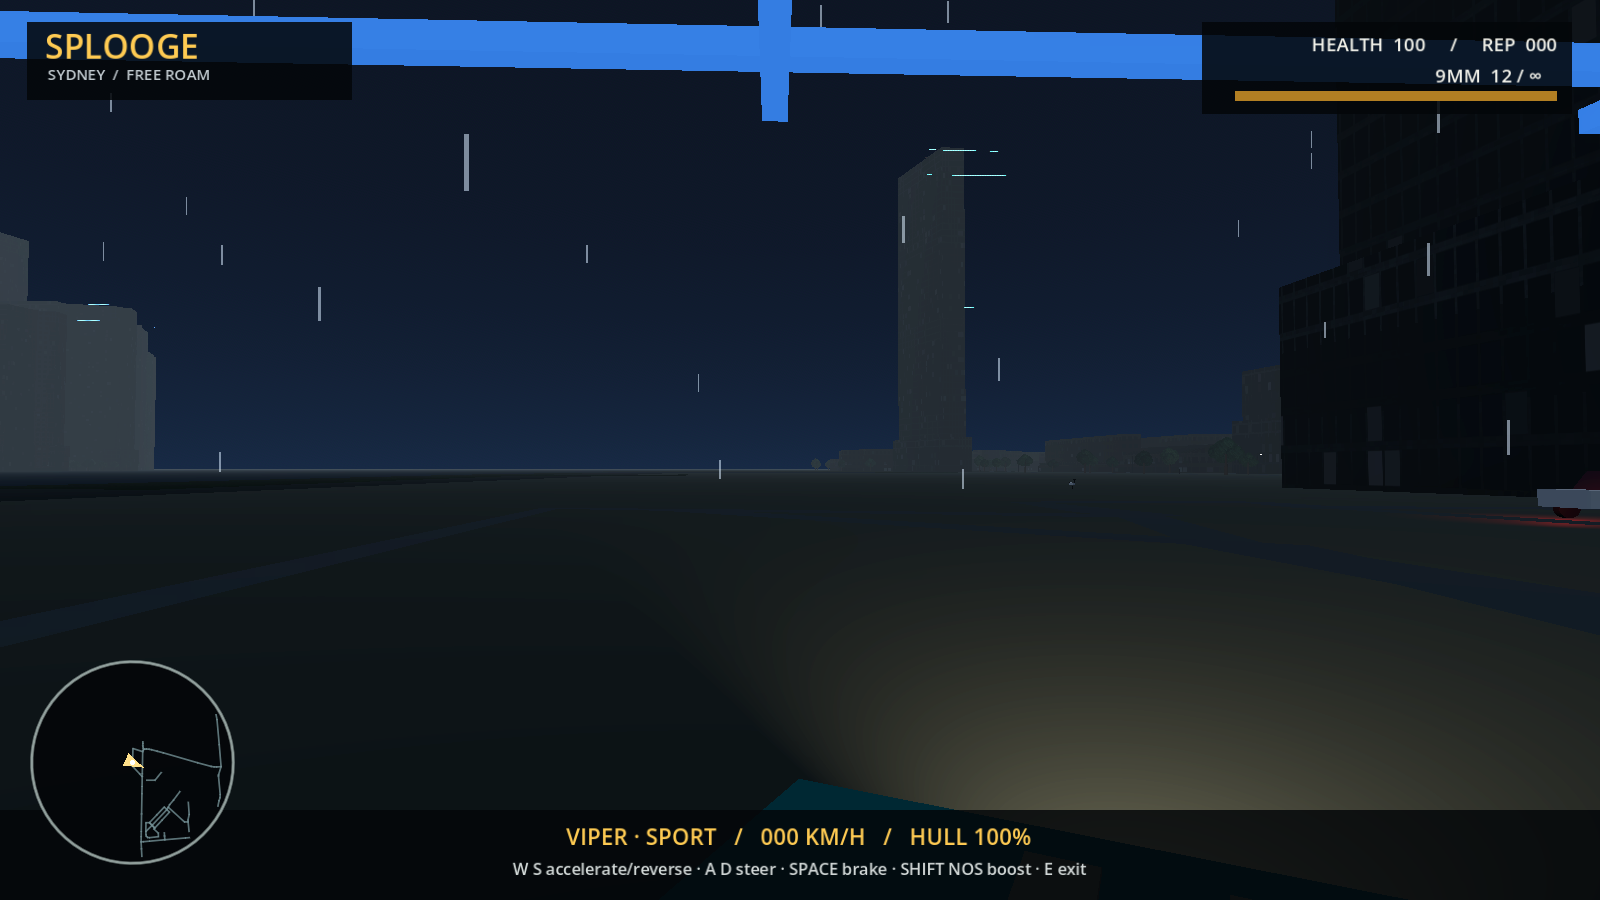 SPLOOGE
SYDNEY / FREE ROAM
HEALTH 100 / REP 000
9MM 12 / ∞
VIPER · SPORT / 000 KM/H / HULL 100%
W S accelerate/reverse · A D steer · SPACE brake · SHIFT NOS boost · E exit